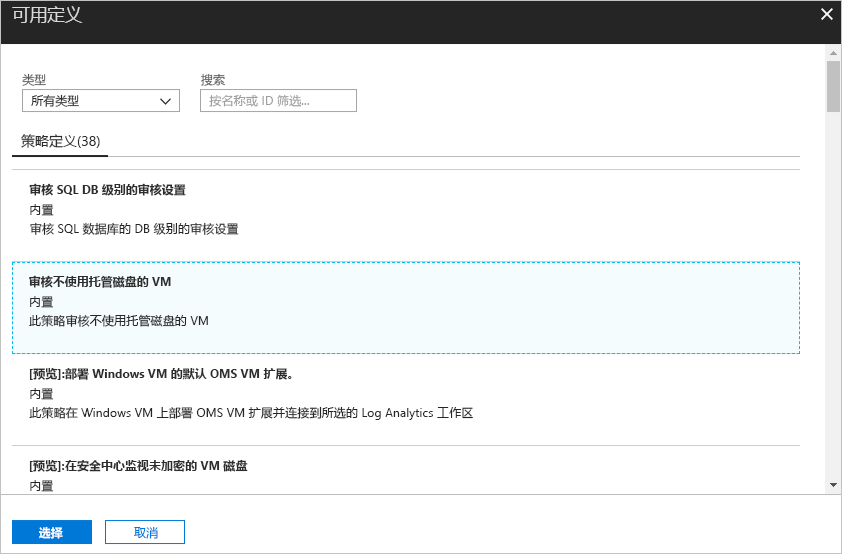 可用定义
类型
搜索
所有类型
按名称或 ID 筛选...
策略定义(38)
审核 SQL DB 级别的审核设置
内置
审核 SQL 数据库的 DB 级别的审核设置
审核不使用托管磁盘的 VM
内置
此策略审核不使用托管磁盘的 VM
[预览]:部署 Windows VM 的默认 OMS VM 扩展。
内置
此策略在 Windows VM 上部署 OMS VM 扩展并连接到所选的 Log Analytics 工作区
[预览]:在安全中心监视未加密的 VM 磁盘
内置
选择
取消